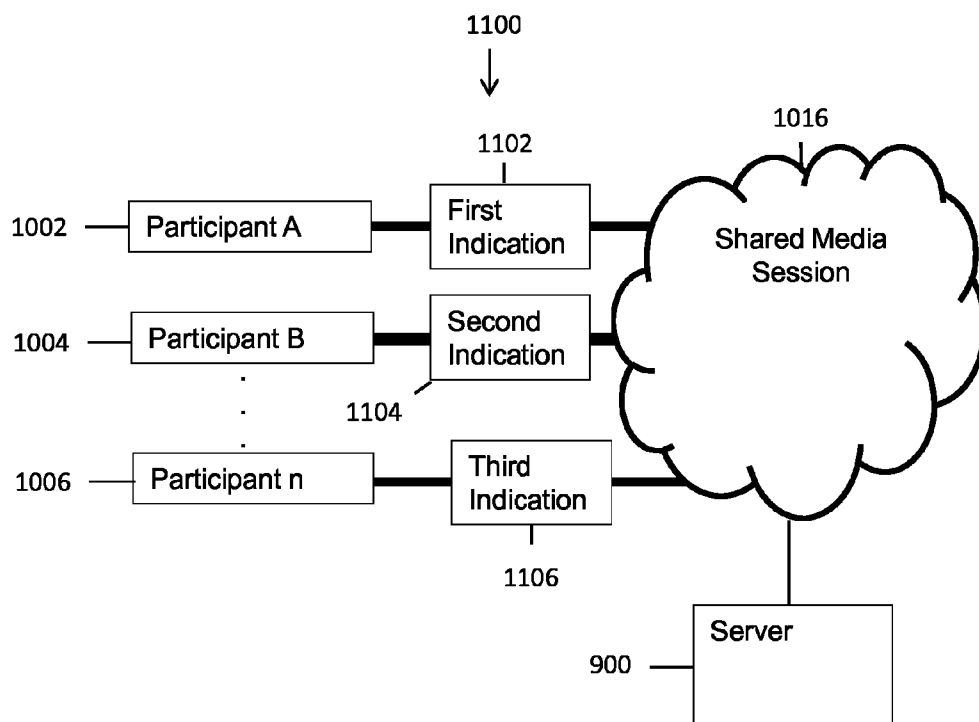 1100
1102
1016
1002
Participant A
First
Indication
Shared Media
Session
1004
Participant B
Second
Indication
1104
1006
Participant n
Third
Indication
1106
Server
900